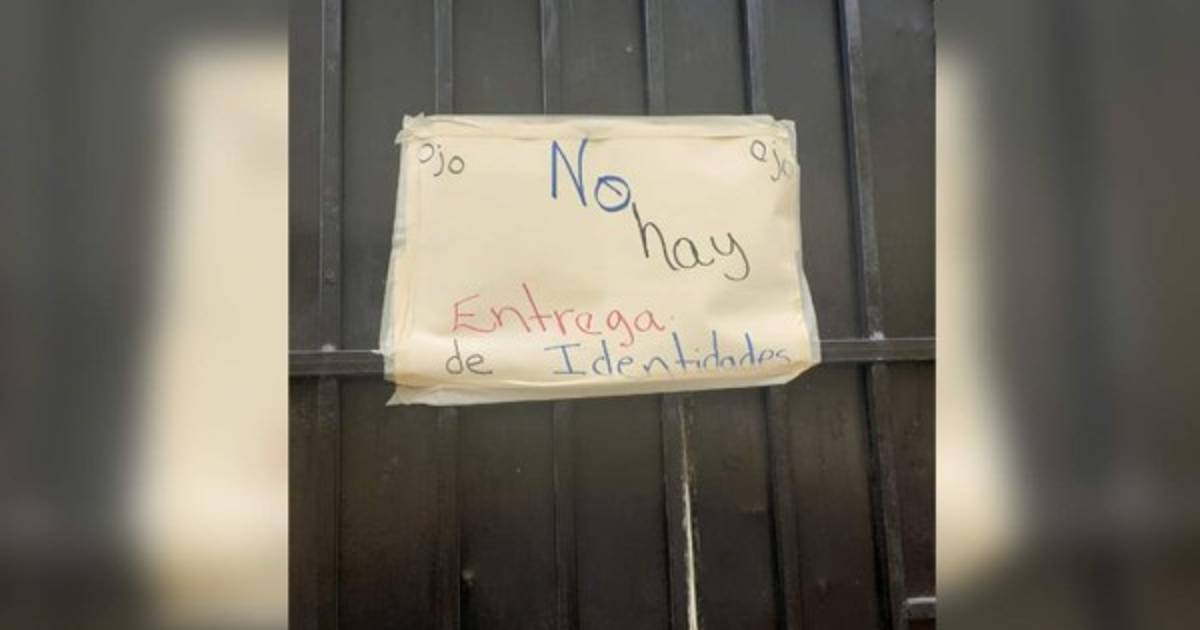 ojo No ojo
hay
Entrega.
de Identidades